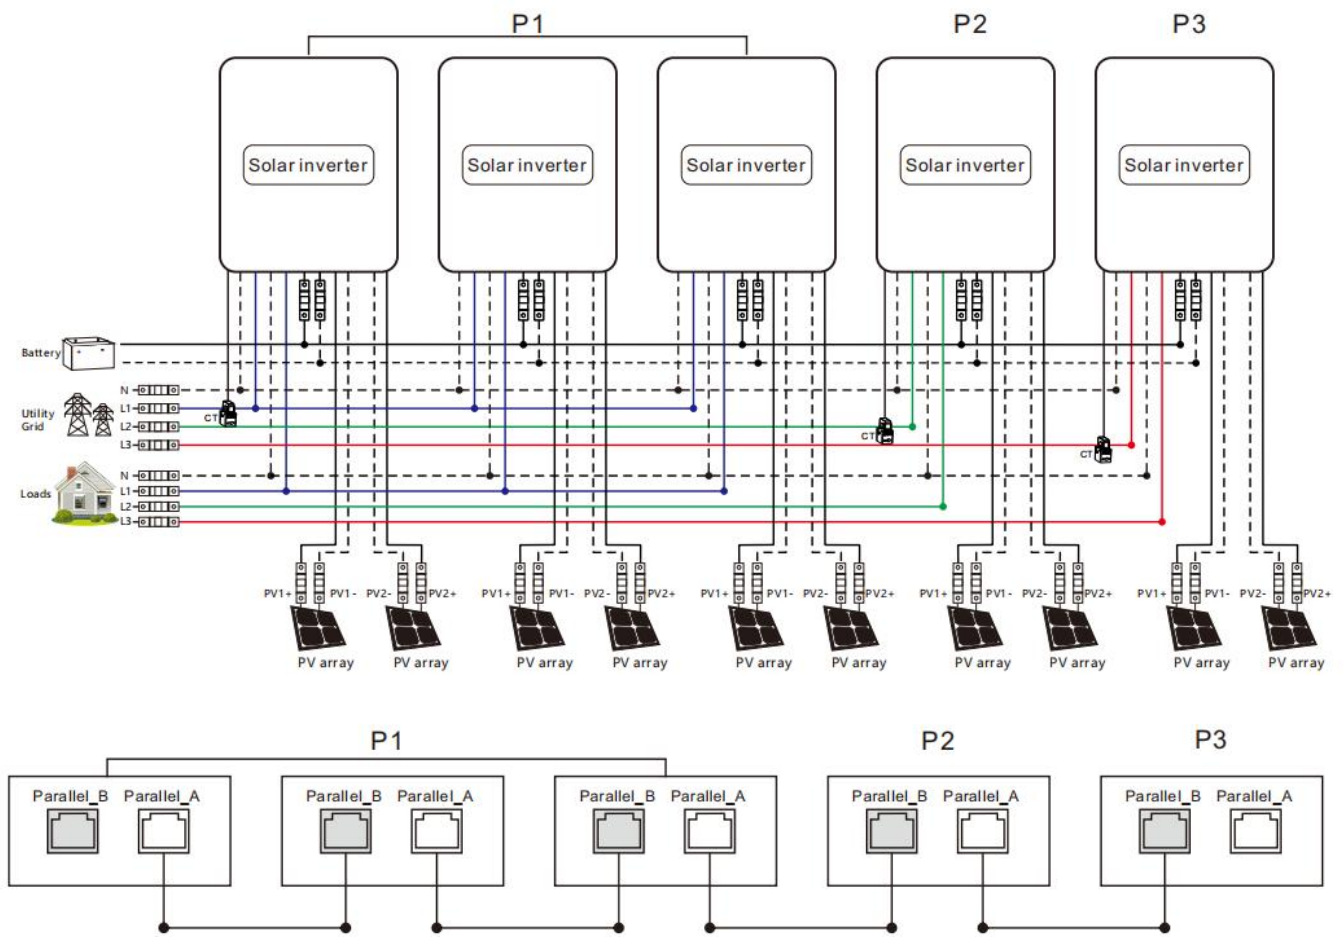 P1 P2 P3
Solar inverter Solar inverter Solar inverter Solar inverter Solar inverter
Battery
N
L1
CT
Utility
Grid
L2
CT
L3
CT
N
Loads
L1
L2
L3
PV1+ PV1- PV2- PV2+ PV1+ PV1- PV2- PV2+ PV1+ PV1- PV2- PV2+ PV1+ PV1- PV2- PV2+ PV1+ PV1- PV2- PV2+
PV array PV array PV array PV array PV array PV array PV array PV array PV array PV array
P1 P2 P3
Parallel_B Parallel_A Parallel_B Parallel_A Parallel_B Parallel_A Parallel_B Parallel_A Parallel_B Parallel_A